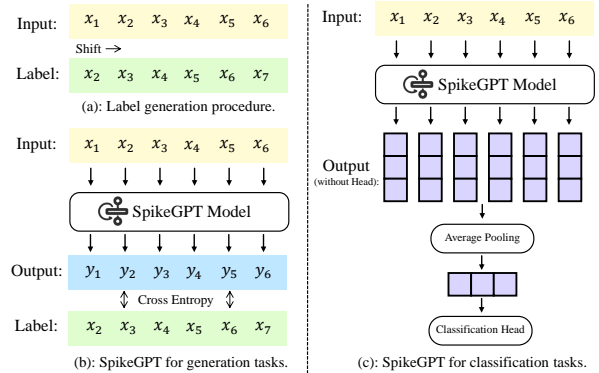 Input: x₁ x₂ x₃ x₄ x₅ x₆
Shift →
Label: x₂ x₃ x₄ x₅ x₆ x₇
(a): Label generation procedure.
Input: x₁ x₂ x₃ x₄ x₅ x₆
SpikeGPT Model
Output: y₁ y₂ y₃ y₄ y₅ y₆
Cross Entropy
Label: x₂ x₃ x₄ x₅ x₆ x₇
(b): SpikeGPT for generation tasks.
Input: x₁ x₂ x₃ x₄ x₅ x₆
SpikeGPT Model
Output
(without Head):
Average Pooling
Classification Head
(c): SpikeGPT for classification tasks.